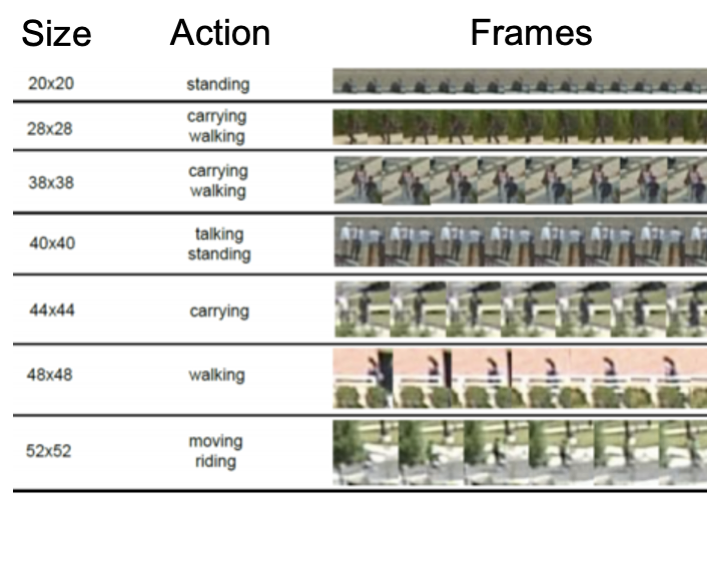 Size Action Frames
20x20 standing
28x28 carrying
walking
38x38 carrying
walking
40x40 talking
standing
44x44 carrying
48x48 walking
52x52 moving
riding